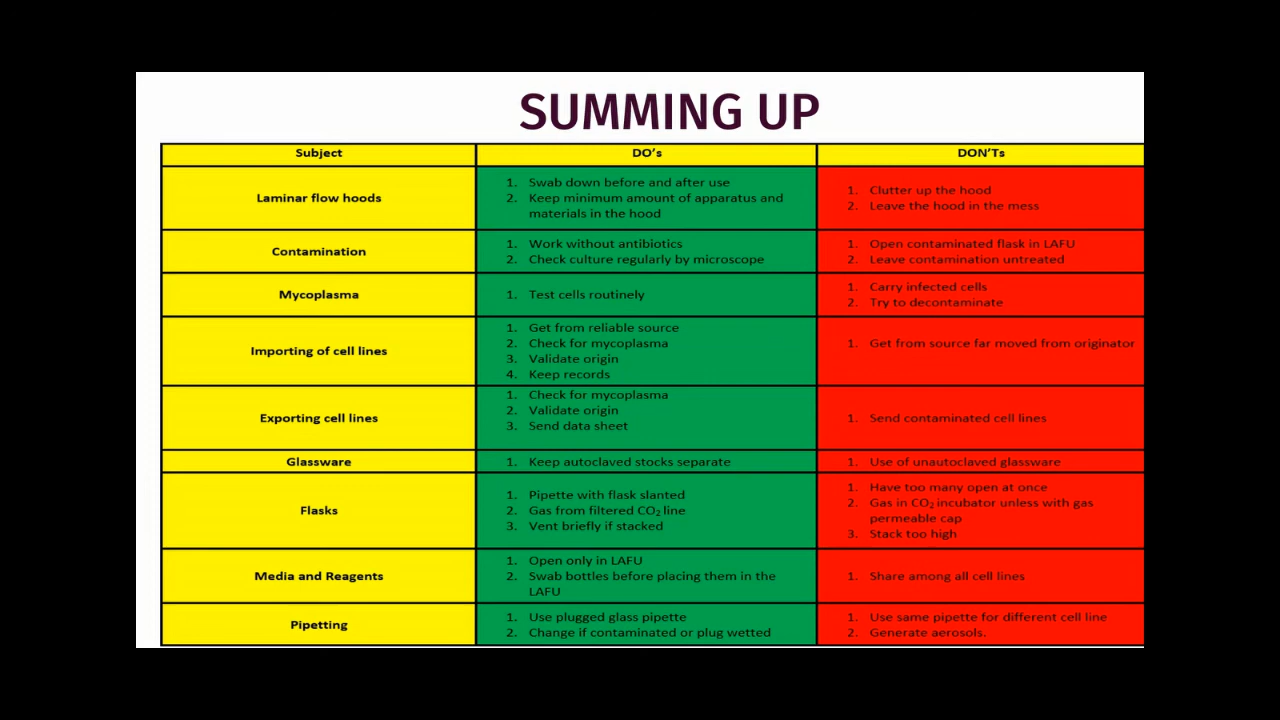 SUMMING UP
Subject DO's DON'Ts
Laminar flow hoods
1. Swab down before and after use
2. Keep minimum amount of apparatus and
materials in the hood
1. Clutter up the hood
2. Leave the hood in the mess
Contamination
1. Work without antibiotics
2. Check culture regularly by microscope
1. Open contaminated flask in LAFU
2. Leave contamination untreated
Mycoplasma
1. Test cells routinely
1. Carry infected cells
2. Try to decontaminate
Importing of cell lines
1. Get from reliable source
2. Check for mycoplasma
3. Validate origin
4. Keep records
1. Get from source far moved from originator
Exporting cell lines
1. Check for mycoplasma
2. Validate origin
3. Send data sheet
1. Send contaminated cell lines
Glassware
1. Keep autoclaved stocks separate
1. Use of unautoclaved glassware
Flasks
1. Pipette with flask slanted
2. Gas from filtered CO₂ line
3. Vent briefly if stacked
1. Have too many open at once
2. Gas in CO₂ incubator unless with gas
permeable cap
3. Stack too high
Media and Reagents
1. Open only in LAFU
2. Swab bottles before placing them in the
LAFU
1. Share among all cell lines
Pipetting
1. Use plugged glass pipette
2. Change if contaminated or plug wetted
1. Use same pipette for different cell line
2. Generate aerosols.